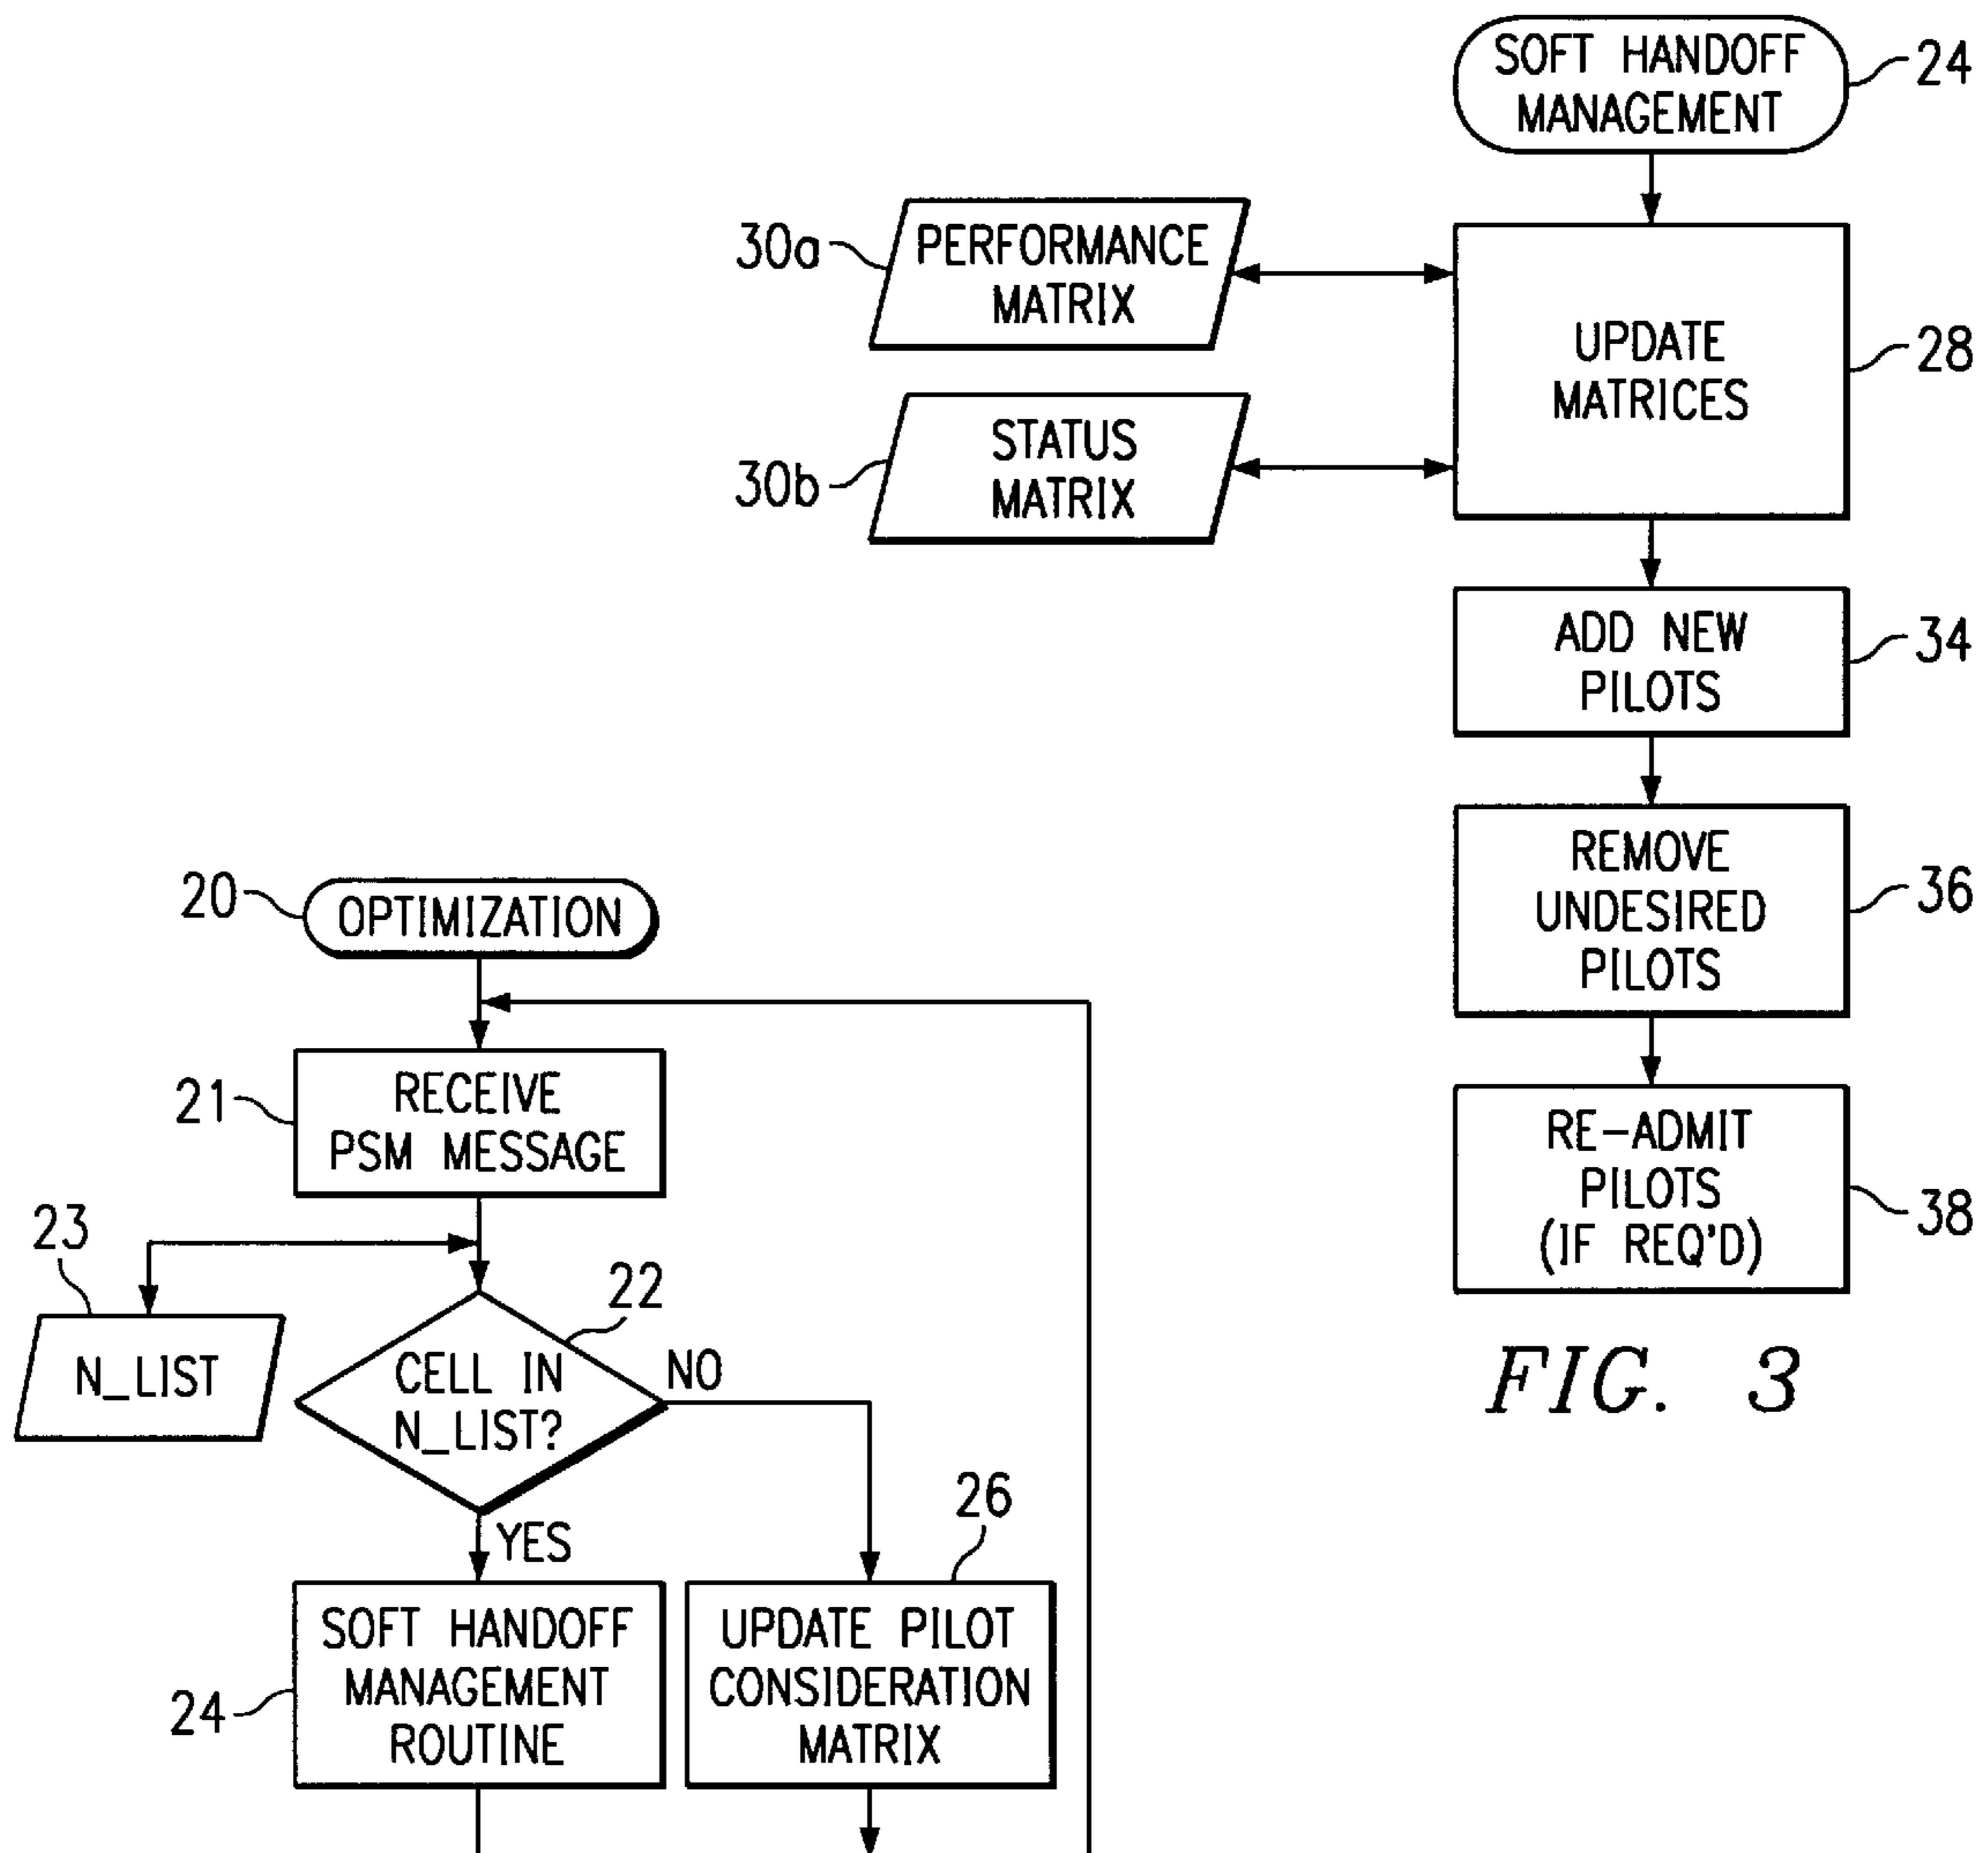 SOFT HANDOFF
MANAGEMENT
24
30a
PERFORMANCE
MATRIX
UPDATE
MATRICES
28
30b
STATUS
MATRIX
ADD NEW
PILOTS
34
REMOVE
UNDESIRED
PILOTS
36
RE-ADMIT
PILOTS
(IF REQ'D)
38
FIG. 3
20
OPTIMIZATION
21
RECEIVE
PSM MESSAGE
23
N_LIST
22
CELL IN
N_LIST?
NO
YES
26
24
SOFT HANDOFF
MANAGEMENT
ROUTINE
UPDATE PILOT
CONSIDERATION
MATRIX